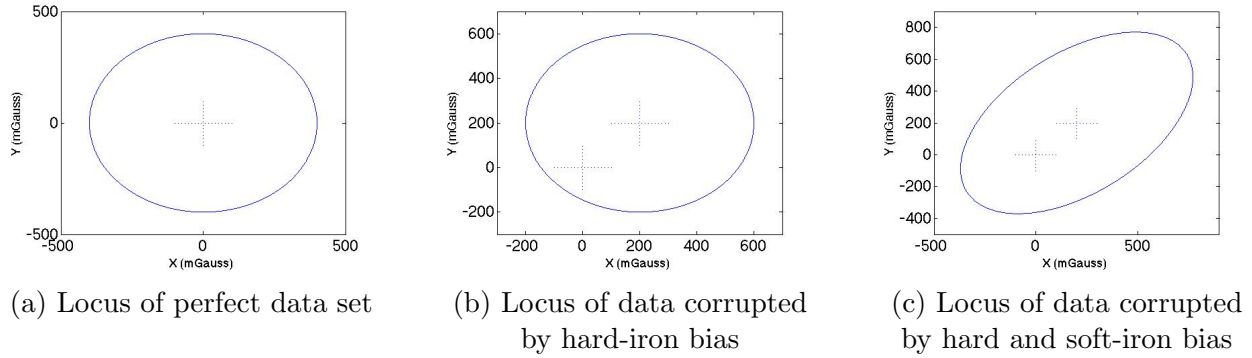 500
0
-500
-500
0
500
Y (mGauss)
X (mGauss)
600
400
200
0
-200
-200
0
200
400
600
Y (mGauss)
X (mGauss)
800
600
400
200
0
-200
-400
-500
0
500
Y (mGauss)
X (mGauss)
(a) Locus of perfect data set
(b) Locus of data corrupted
by hard-iron bias
(c) Locus of data corrupted
by hard and soft-iron bias